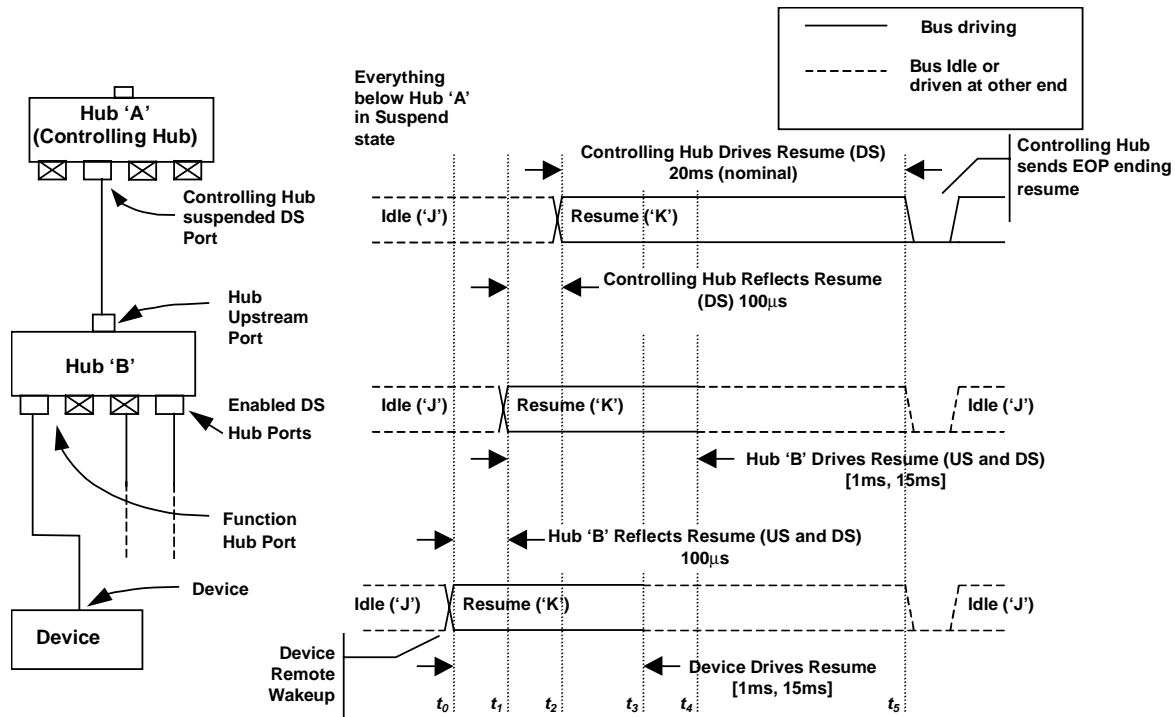 Bus driving
Bus Idle or
driven at other end
Hub ‘A’
(Controlling Hub)
Everything
below Hub ‘A’
in Suspend
state
Controlling Hub
suspended DS
Port
Controlling Hub Drives Resume (DS)
20ms (nominal)
Controlling Hub
sends EOP ending
resume
Idle (‘J’)
Resume (‘K’)
Controlling Hub Reflects Resume
(DS) 100µs
Hub
Upstream
Port
Hub ‘B’
Enabled DS
Hub Ports
Idle (‘J’)
Resume (‘K’)
Idle (‘J’)
Hub ‘B’ Drives Resume (US and DS)
[1ms, 15ms]
Function
Hub Port
Hub ‘B’ Reflects Resume (US and DS)
100µs
Device
Device
Idle (‘J’)
Resume (‘K’)
Idle (‘J’)
Device
Remote
Wakeup
Device Drives Resume
[1ms, 15ms]
t0 t1 t2 t3 t4 t5